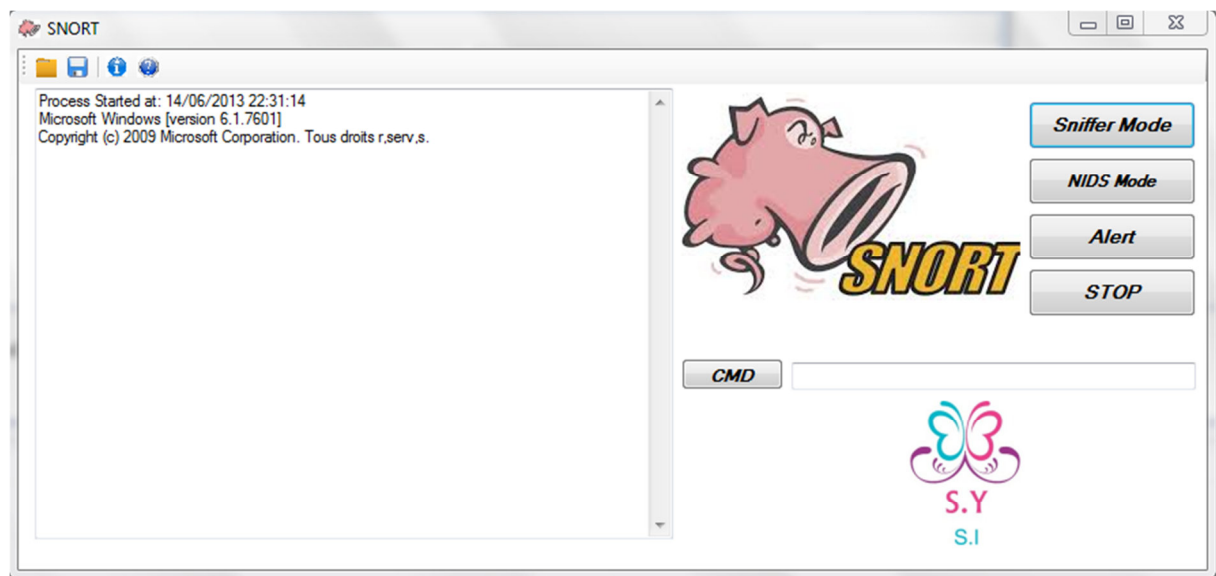 SNORT
Process Started at: 14/06/2013 22:31:14
Microsoft Windows [version 6.1.7601]
Copyright (c) 2009 Microsoft Corporation. Tous droits r,serv,s.
SNORT
Sniffer Mode
NIDS Mode
Alert
STOP
CMD
S.Y
S.I